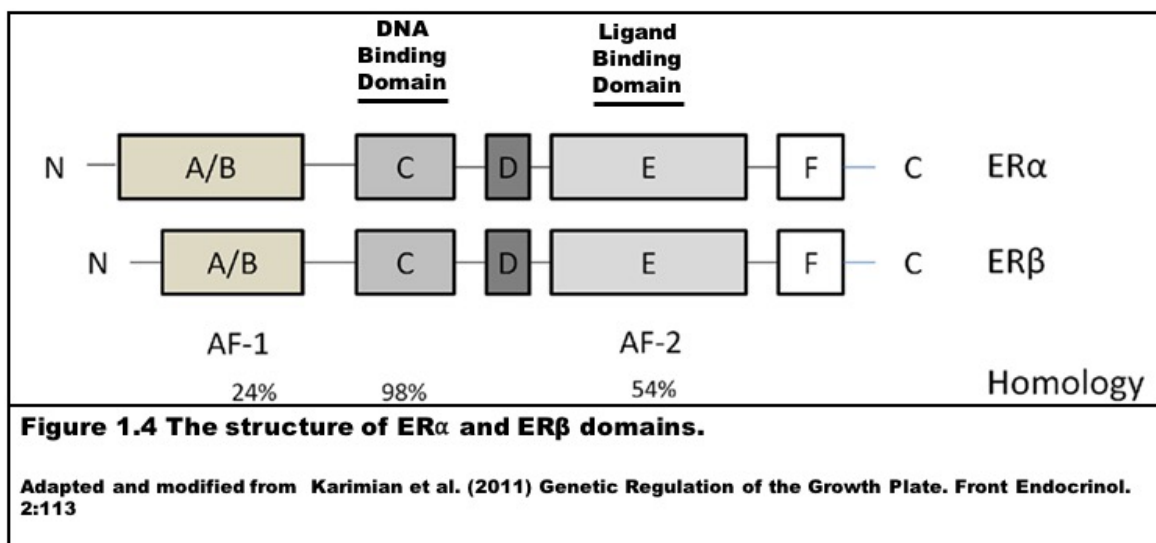 DNA
Binding
Domain
Ligand
Binding
Domain
N A/B C D E F C ERα
N A/B C D E F C ERβ
AF-1 AF-2
24% 98% 54% Homology
Figure 1.4 The structure of ERα and ERβ domains.
Adapted and modified from Karimian et al. (2011) Genetic Regulation of the Growth Plate. Front Endocrinol.
2:113